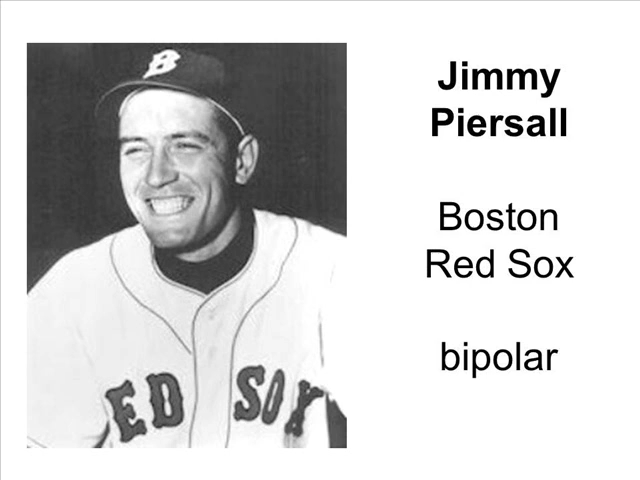 B
Jimmy
Piersall
Boston
Red Sox
bipolar
RED SOX